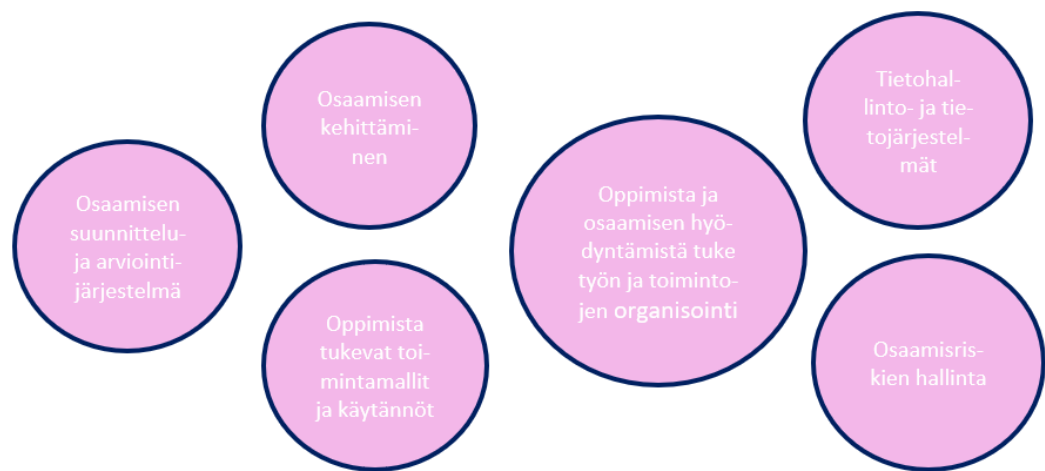 Osaamisen
suunnittelu-
ja arviointi-
järjestelmä
Osaamisen
kehittämi-
nen
Oppimista
tukevat toi-
mintamallit
ja käytännöt
Oppimista ja
osaamisen hyö-
dyntämistä tuke
työn ja toiminto-
jen organisointi
Tietohal-
linto- ja tie-
tojärjestel-
mät
Osaamisris-
kien hallinta